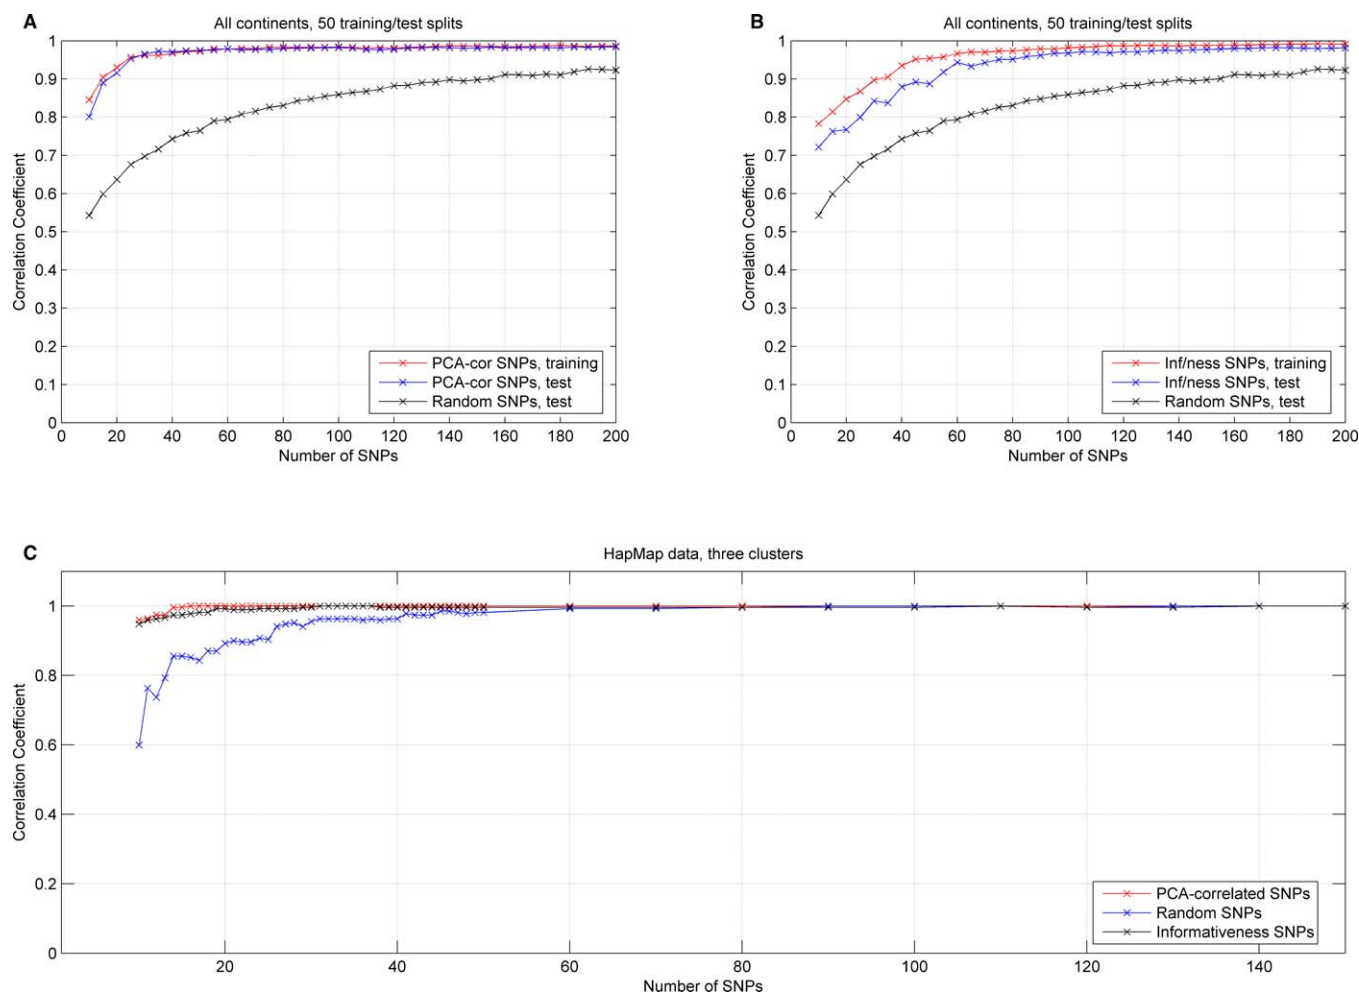 A
All continents, 50 training/test splits
Correlation Coefficient
1
0.9
0.8
0.7
0.6
0.5
0.4
0.3
0.2
0.1
0
0 20 40 60 80 100 120 140 160 180 200
Number of SNPs
PCA-cor SNPs, training
PCA-cor SNPs, test
Random SNPs, test
B
All continents, 50 training/test splits
Correlation Coefficient
1
0.9
0.8
0.7
0.6
0.5
0.4
0.3
0.2
0.1
0
0 20 40 60 80 100 120 140 160 180 200
Number of SNPs
Inf/ness SNPs, training
Inf/ness SNPs, test
Random SNPs, test
C
HapMap data, three clusters
Correlation Coefficient
1
0.8
0.6
0.4
0.2
0
20 40 60 80 100 120 140
Number of SNPs
PCA-correlated SNPs
Random SNPs
Informativeness SNPs